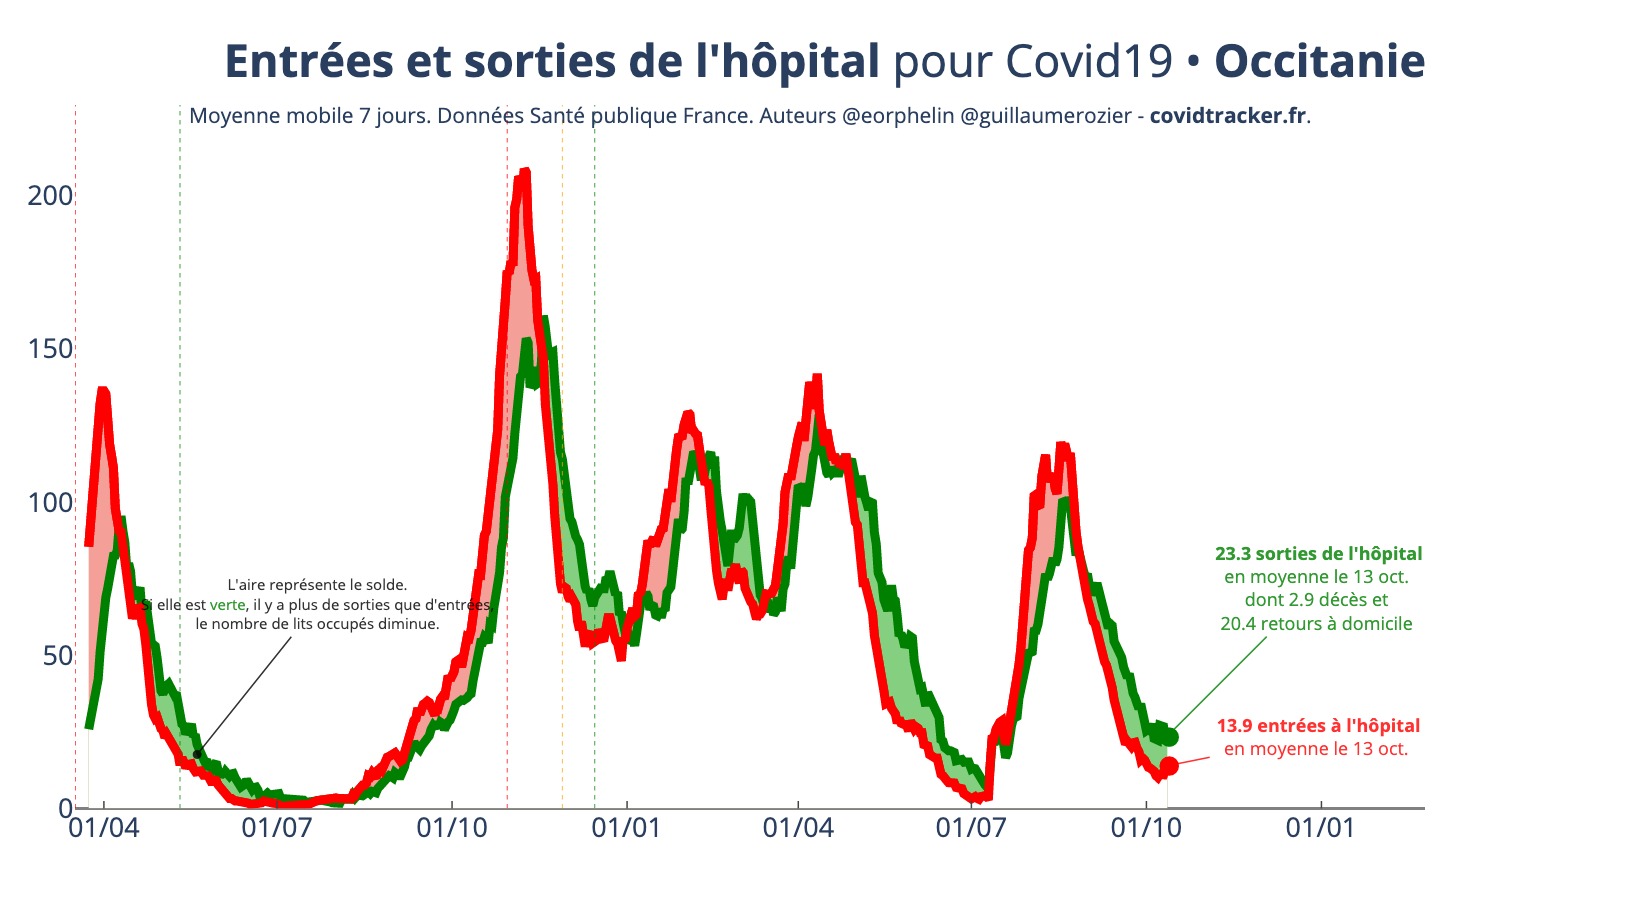 Entrées et sorties de l'hôpital pour Covid19 • Occitanie
Moyenne mobile 7 jours. Données Santé publique France. Auteurs @eorphelin @guillaumerozier - covidtracker.fr.
200
150
100
50
0
L'aire représente le solde.
Si elle est verte, il y a plus de sorties que d'entrées,
le nombre de lits occupés diminue.
23.3 sorties de l'hôpital
en moyenne le 13 oct.
dont 2.9 décès et
20.4 retours à domicile
13.9 entrées à l'hôpital
en moyenne le 13 oct.
01/04 01/07 01/10 01/01 01/04 01/07 01/10 01/01